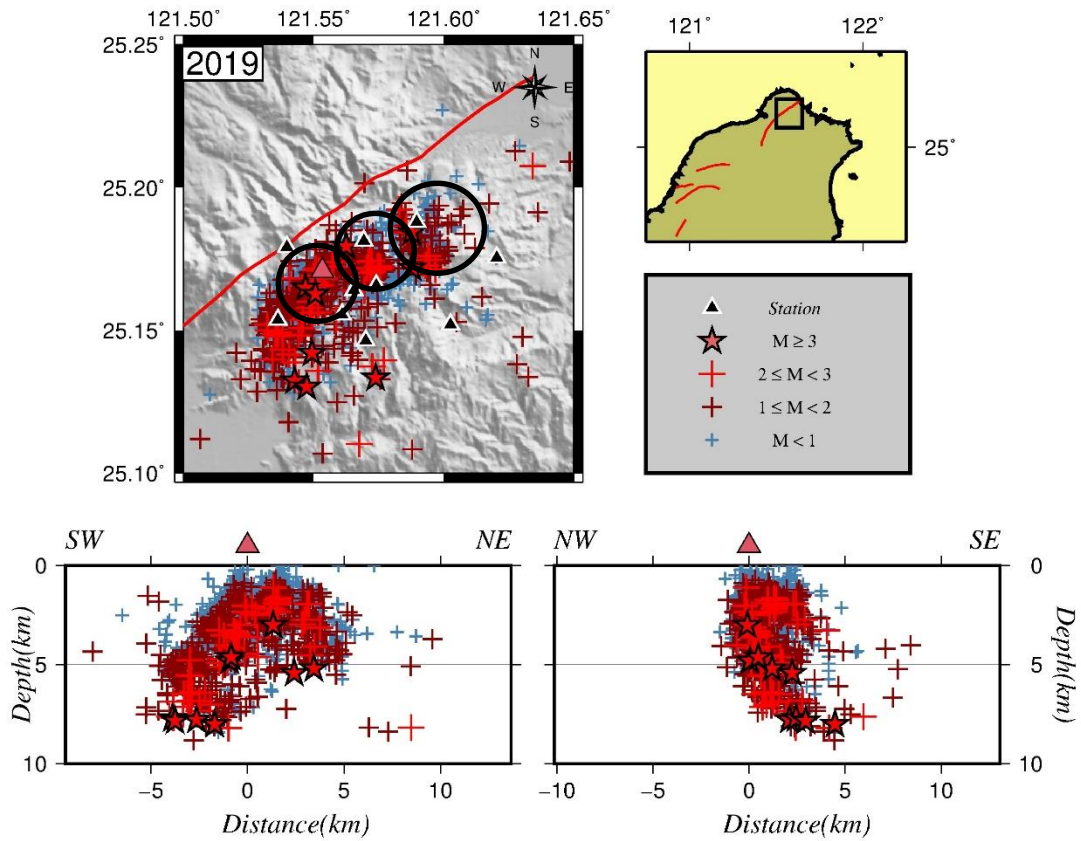 121.50° 121.55° 121.60° 121.65°
25.25°
2019
N
W E
S
25.20°
25.15°
25.10°
121° 122°
25°
Station
M ≥ 3
2 ≤ M < 3
1 ≤ M < 2
M < 1
SW NE
0
5
10
Depth(km)
−5 0 5 10
Distance(km)
NW SE
0
5
10
Depth(km)
−10 −5 0 5 10
Distance(km)